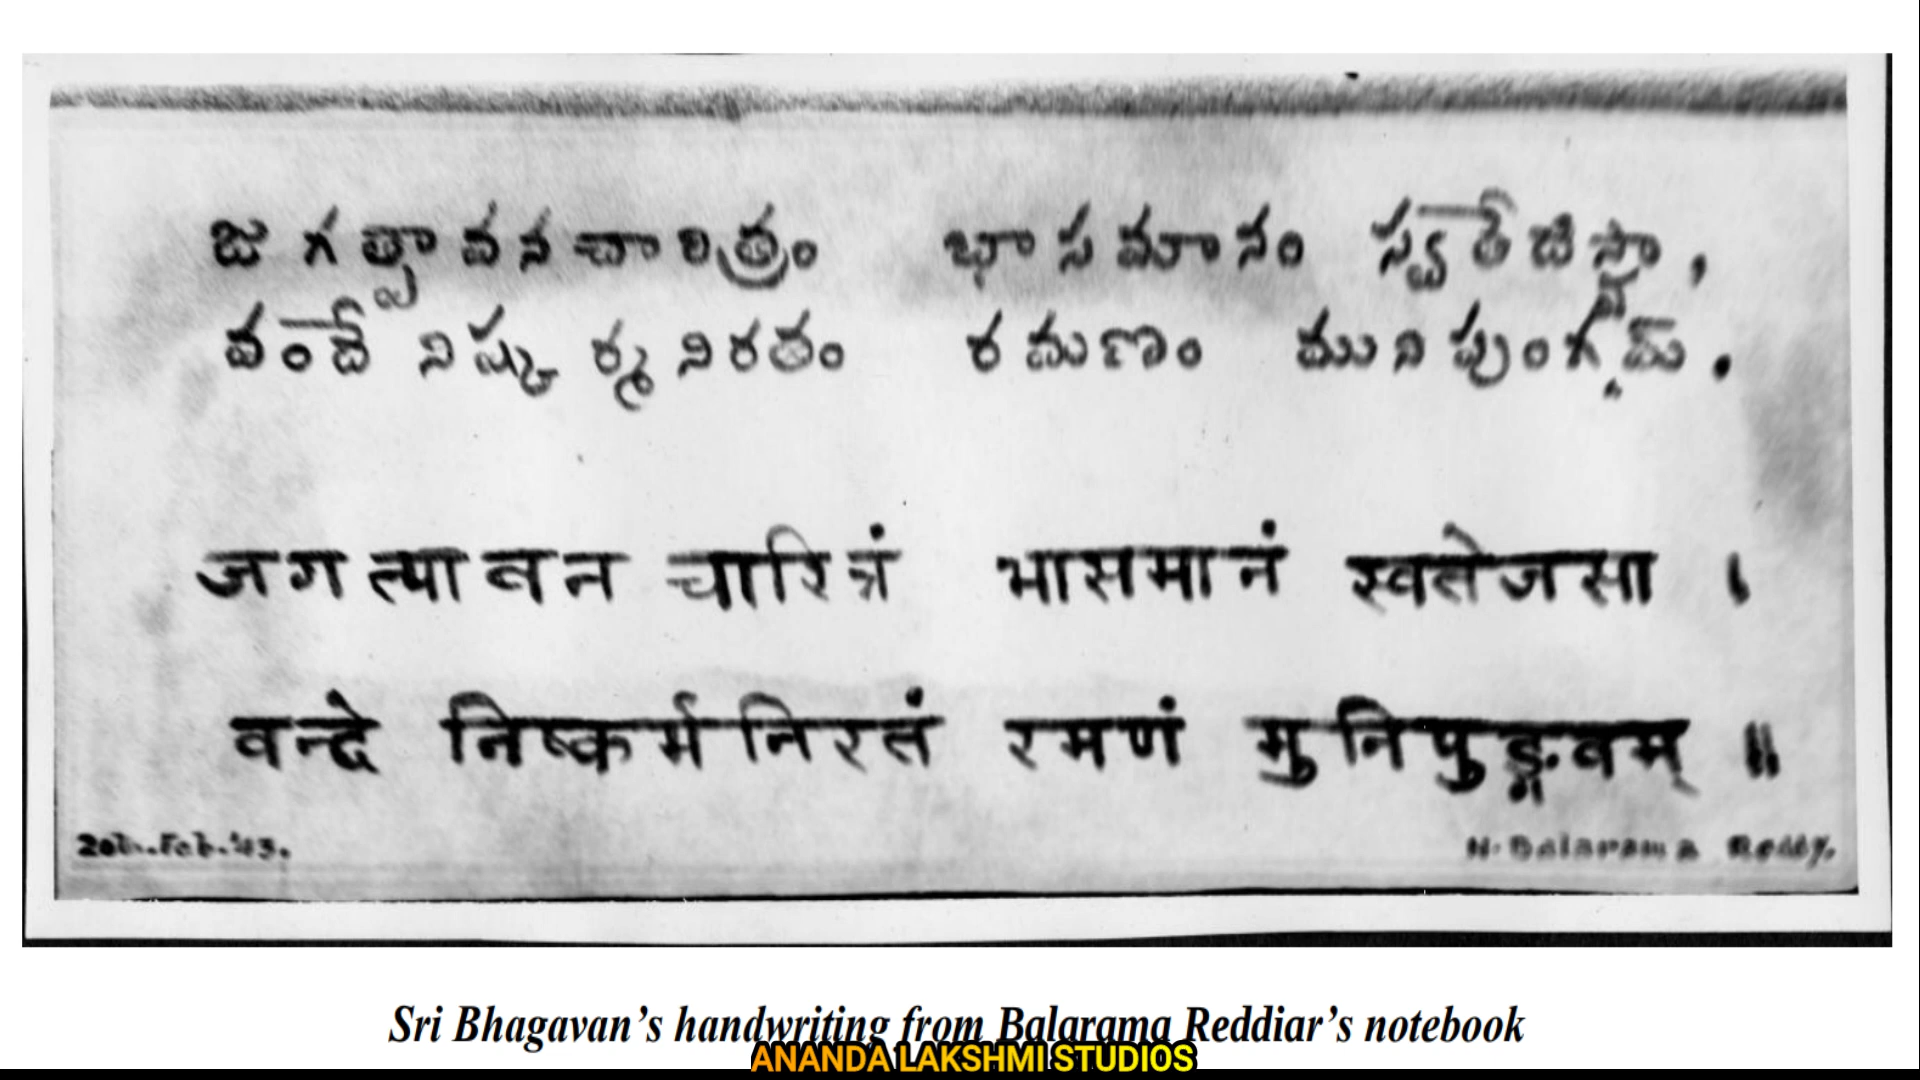 జగత్పావనచారిత్రం భాసమానం స్వతేజసా,
వందే నిష్కర్మనిరతం రమణం మునిపుంగవమ్.
जगत्पावन चारित्रं भासमानं स्वतेजसा ।
वन्दे निष्कर्मनिरतं रमणं मुनिपुङ्गवम् ॥
20th.Feb.'43.
N. Balarama Reddy.
Sri Bhagavan's handwriting from Balarama Reddiar's notebook
ANANDA LAKSHMI STUDIOS